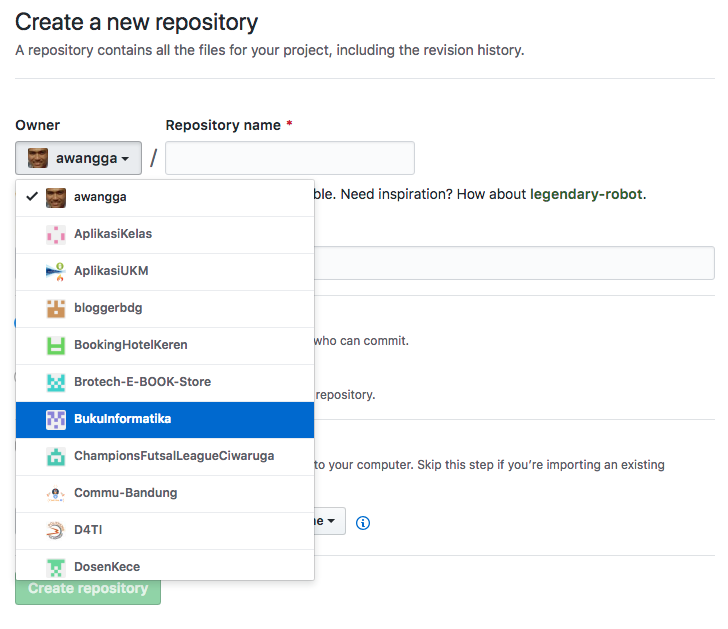 Create a new repository
A repository contains all the files for your project, including the revision history.
Owner
Repository name *
awangga
/
awangga
ble. Need inspiration? How about legendary-robot.
AplikasiKelas
AplikasiUKM
bloggerbdg
BookingHotelKeren
who can commit.
Brotech-E-BOOK-Store
repository.
BukuInformatika
ChampionsFutsalLeagueCiwaruga
to your computer. Skip this step if you’re importing an existing
Commu-Bandung
D4TI
ne
DosenKece
Create repository